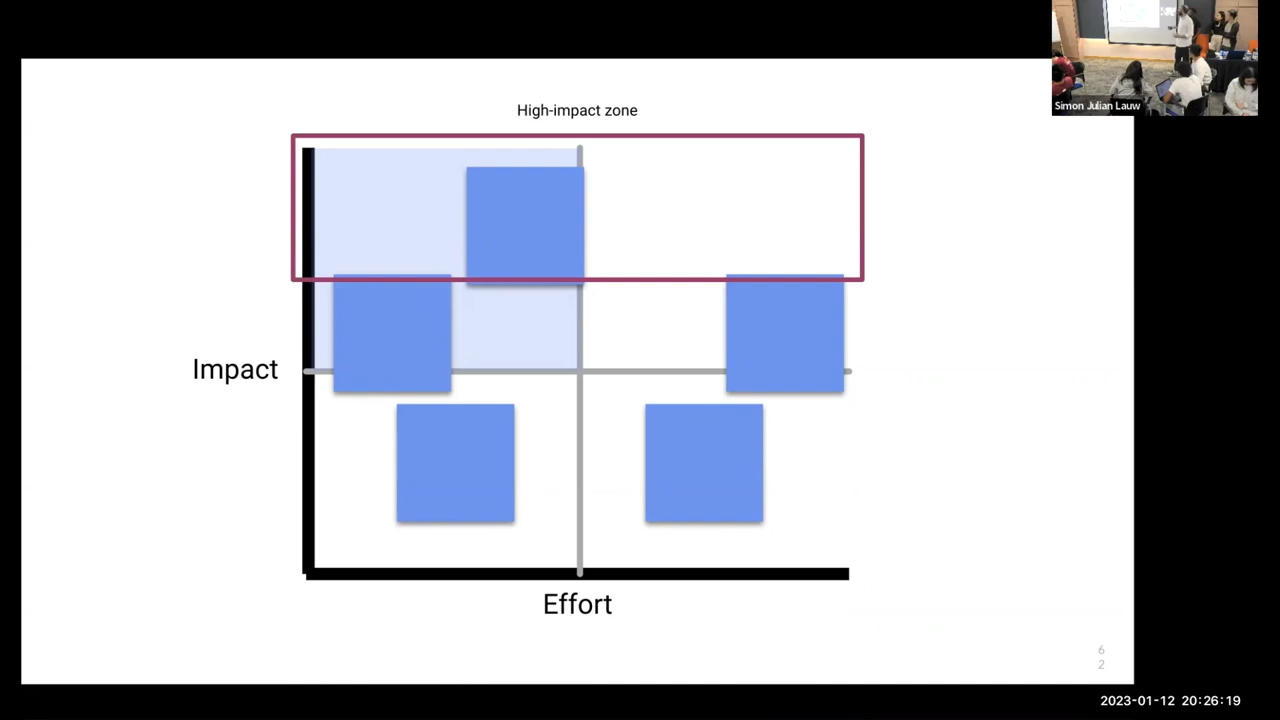 High-impact zone
Simon Julian Lauw
Impact
Effort
6
2
2023-01-12 20:26:19